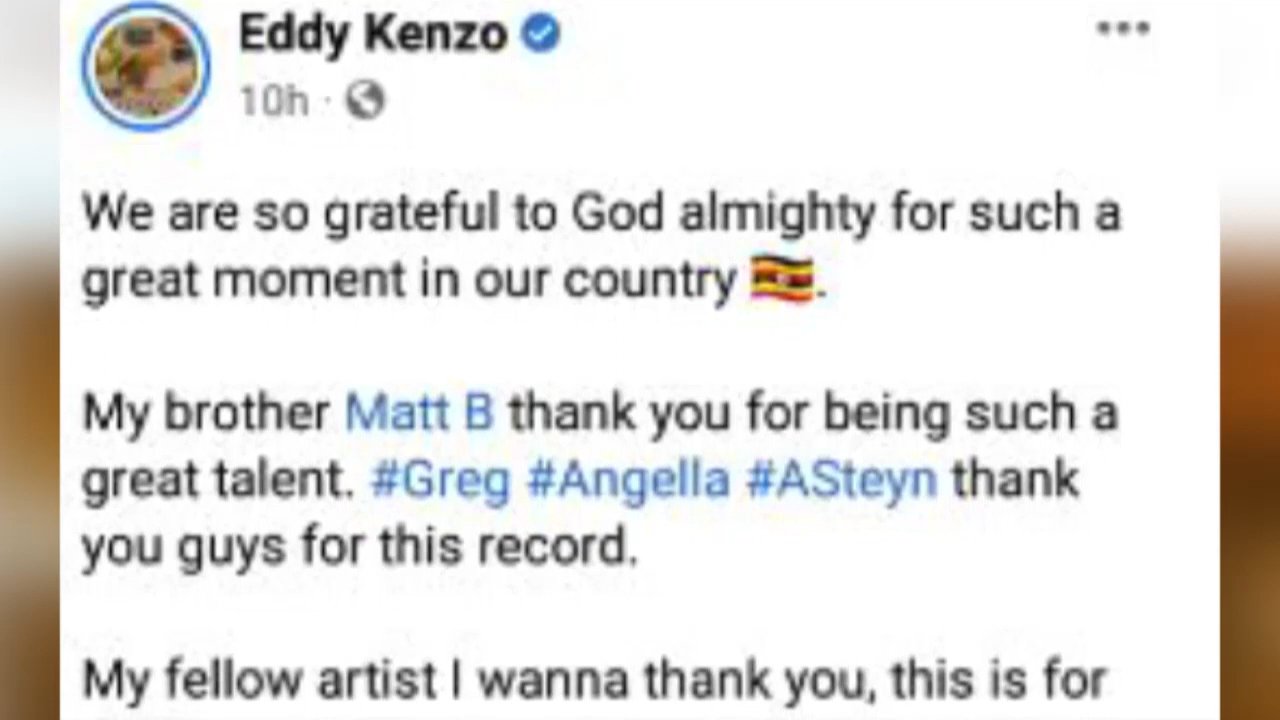 Eddy Kenzo
10h ·
We are so grateful to God almighty for such a
great moment in our country 🇺🇬.
My brother Matt B thank you for being such a
great talent. #Greg #Angella #ASteyn thank
you guys for this record.
My fellow artist I wanna thank you, this is for